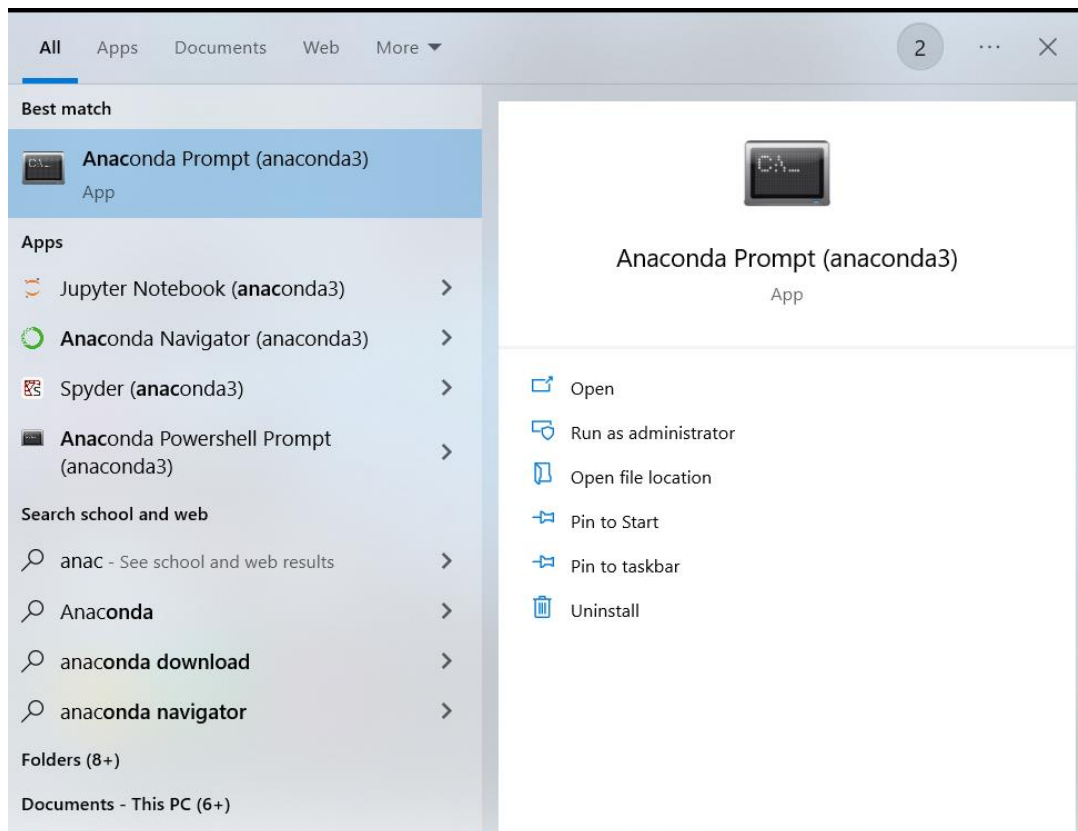 All Apps Documents Web More 2 ...
Best match
Anaconda Prompt (anaconda3)
App
Apps
Jupyter Notebook (anaconda3)
Anaconda Navigator (anaconda3)
Spyder (anaconda3)
Anaconda Powershell Prompt
(anaconda3)
Search school and web
anac - See school and web results
Anaconda
anaconda download
anaconda navigator
Folders (8+)
Documents - This PC (6+)
C:\_
Anaconda Prompt (anaconda3)
App
Open
Run as administrator
Open file location
Pin to Start
Pin to taskbar
Uninstall